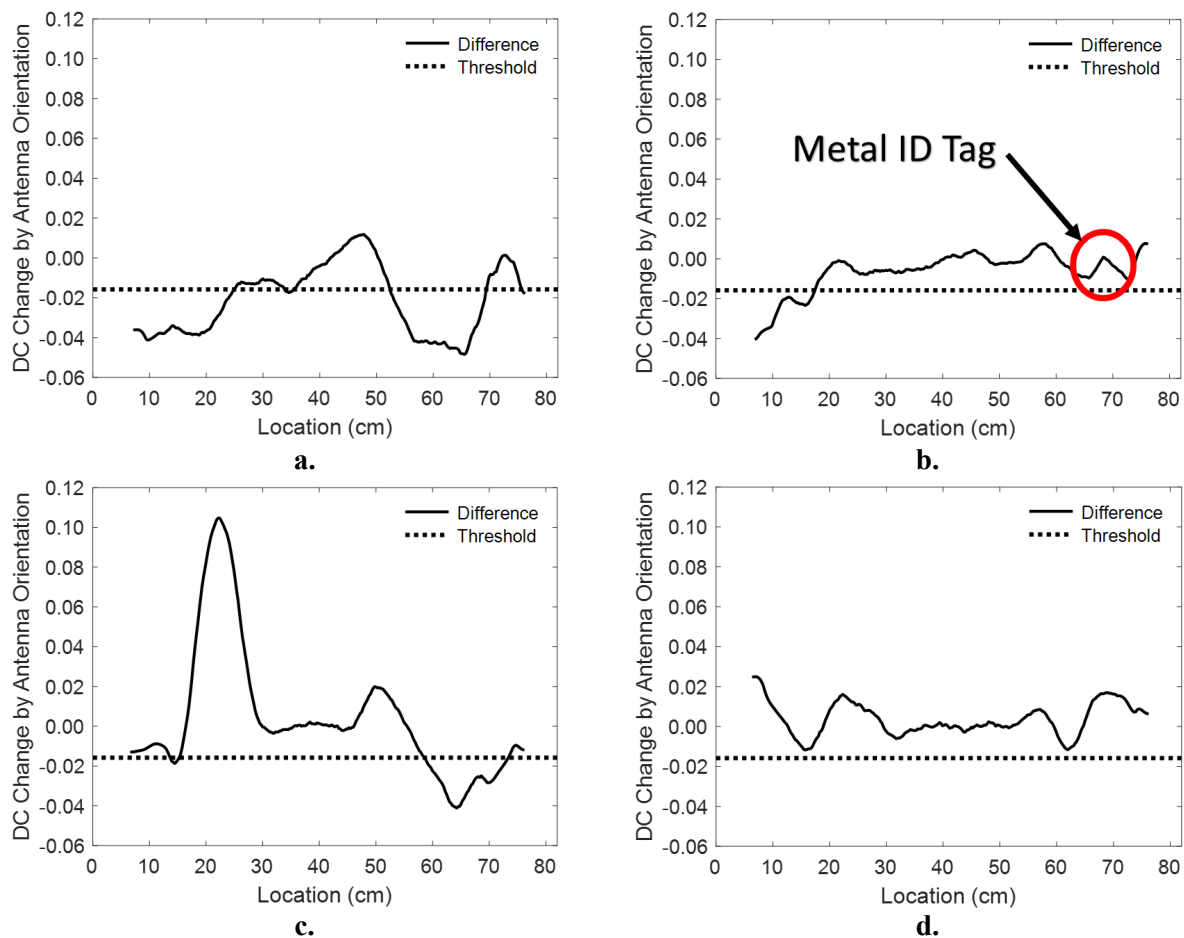 DC Change by Antenna Orientation
0.12
0.10
0.08
0.06
0.04
0.02
0.00
-0.02
-0.04
-0.06
Difference
Threshold
0 10 20 30 40 50 60 70 80
Location (cm)
a.
DC Change by Antenna Orientation
0.12
0.10
0.08
0.06
0.04
0.02
0.00
-0.02
-0.04
-0.06
Difference
Threshold
Metal ID Tag
0 10 20 30 40 50 60 70 80
Location (cm)
b.
DC Change by Antenna Orientation
0.12
0.10
0.08
0.06
0.04
0.02
0.00
-0.02
-0.04
-0.06
Difference
Threshold
0 10 20 30 40 50 60 70 80
Location (cm)
c.
DC Change by Antenna Orientation
0.12
0.10
0.08
0.06
0.04
0.02
0.00
-0.02
-0.04
-0.06
Difference
Threshold
0 10 20 30 40 50 60 70 80
Location (cm)
d.